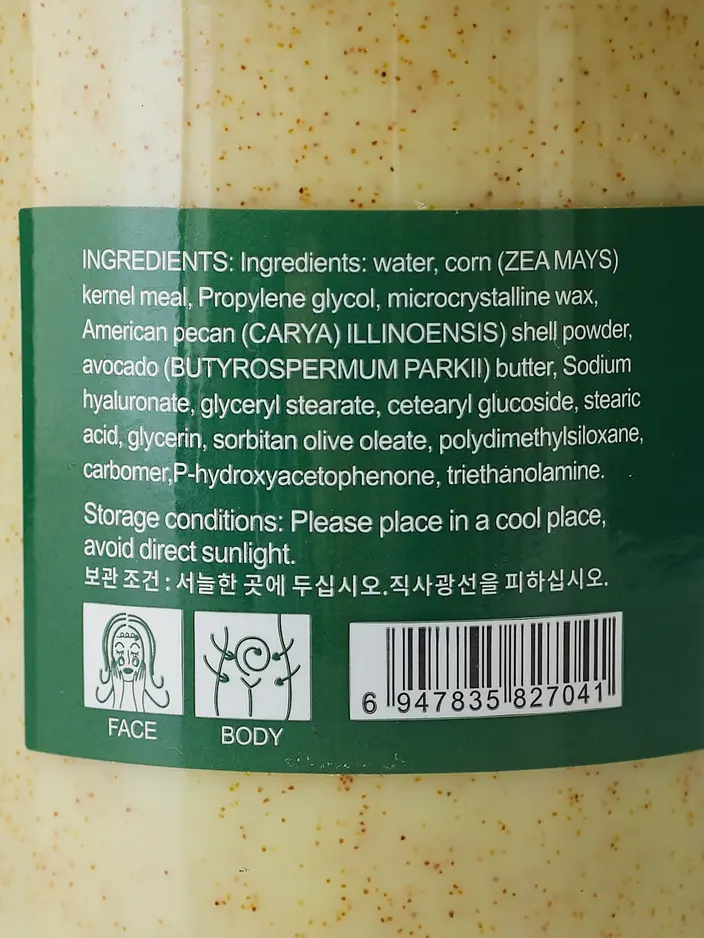 INGREDIENTS: Ingredients: water, corn (ZEA MAYS)
kernel meal, Propylene glycol, microcrystalline wax,
American pecan (CARYA) ILLINOENSIS) shell powder,
avocado (BUTYROSPERMUM PARKII) butter, Sodium
hyaluronate, glyceryl stearate, cetearyl glucoside, stearic
acid, glycerin, sorbitan olive oleate, polydimethylsiloxane,
carbomer,P-hydroxyacetophenone, triethanolamine.
Storage conditions: Please place in a cool place,
avoid direct sunlight.
보관 조건 : 서늘한 곳에 두십시오.직사광선을 피하십시오.
FACE
BODY
6 947835 827041